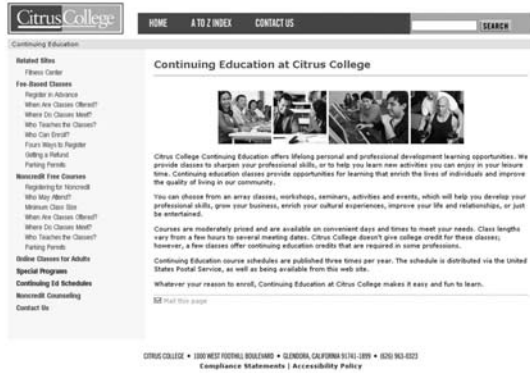 Citrus College
HOME A TO Z INDEX CONTACT US
SEARCH
Continuing Education
Related Sites
Fitness Center
Fee-Based Classes
Register in Advance
When Are Classes Offered?
Where Do Classes Meet?
Who Teaches the Classes?
Who Can Enroll?
Fours Ways to Register
Getting a Refund
Parking Permits
Noncredit Free Courses
Registering for Noncredit
Who May Attend?
Minimum Class Size
When Are Classes Offered?
Where Do Classes Meet?
Who Teaches the Classes?
Parking Permits
Online Classes for Adults
Special Programs
Continuing Ed Schedules
Noncredit Counseling
Contact Us
Continuing Education at Citrus College
Citrus College Continuing Education offers lifelong personal and professional development learning opportunities. We
provide classes to sharpen your professional skills, or to help you learn new activities you can enjoy in your leisure
time. Continuing education classes provide opportunities for learning that enrich the lives of individuals and improve
the quality of living in our community.
You can choose from an array classes, workshops, seminars, activities and events, which will help you develop your
professional skills, grow your business, enrich your cultural experiences, improve your life and relationships, or just
be entertained.
Courses are moderately priced and are available on convenient days and times to meet your needs. Class lengths
vary from a few hours to several meeting dates. Citrus College doesn't give college credit for these classes;
however, a few classes offer continuing education credits that are required in some professions.
Continuing Education course schedules are published three times per year. The schedule is distributed via the United
States Postal Service, as well as being available from this web site.
Whatever your reason to enroll, Continuing Education at Citrus College makes it easy and fun to learn.
Mail this page
CITRUS COLLEGE • 1000 WEST FOOTHILL BOULEVARD • GLENDORA, CALIFORNIA 91741-1899 • (626) 963-0323
Compliance Statements | Accessibility Policy